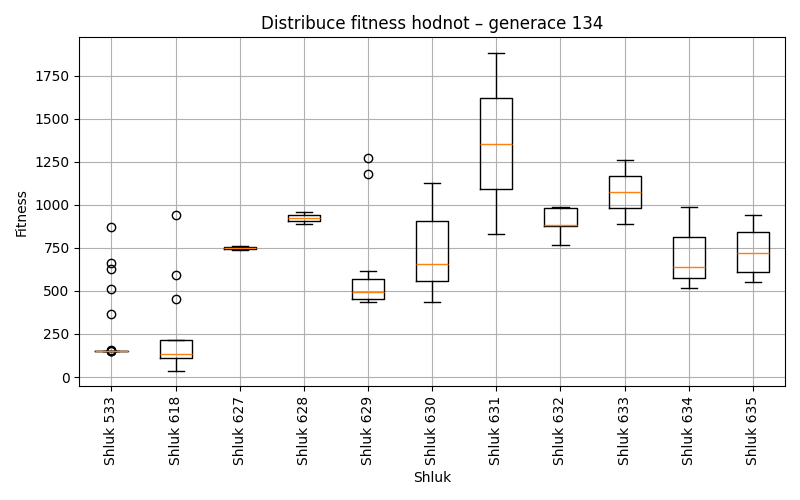 Distribuce fitness hodnot – generace 134
Fitness
1750
1500
1250
1000
750
500
250
0
Shluk 533
Shluk 618
Shluk 627
Shluk 628
Shluk 629
Shluk 630
Shluk 631
Shluk 632
Shluk 633
Shluk 634
Shluk 635
Shluk